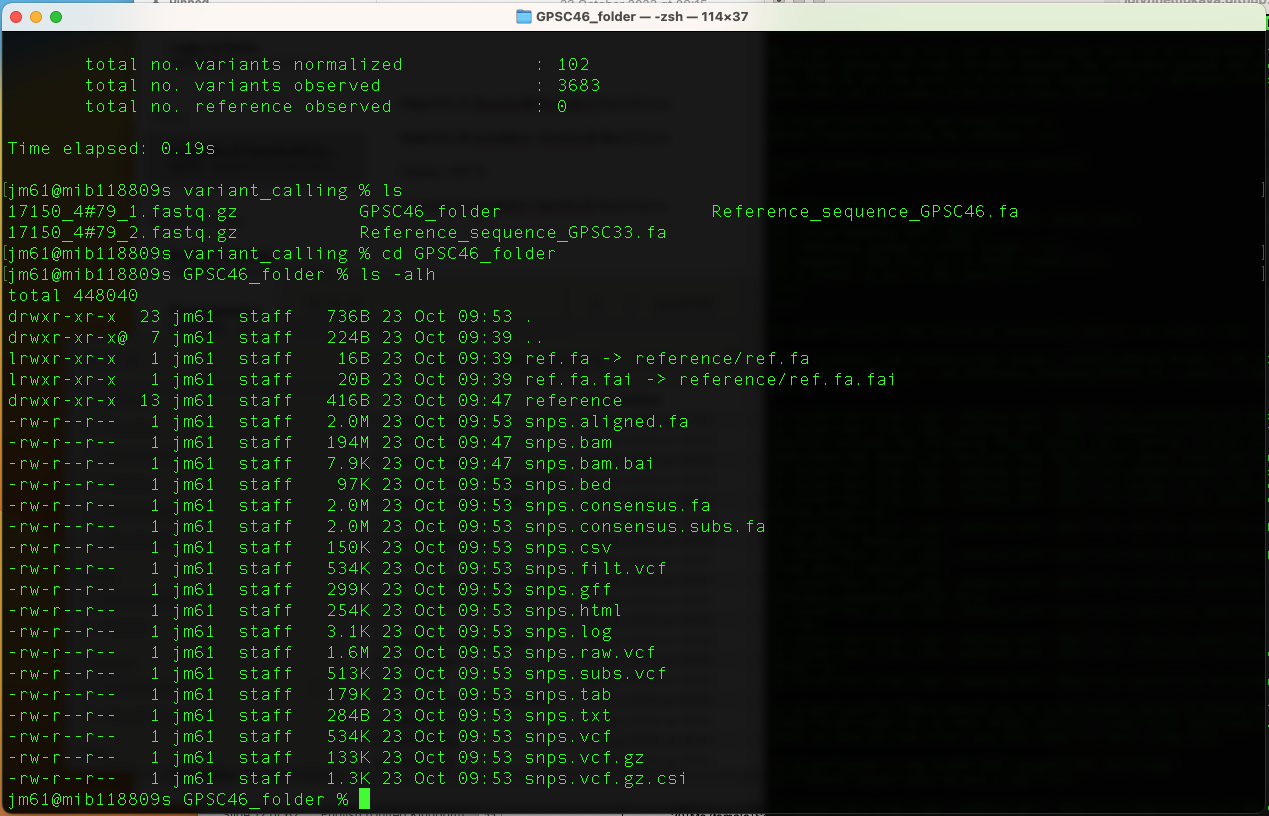 GPSC46_folder — -zsh — 114×37
total no. variants normalized : 102
total no. variants observed : 3683
total no. reference observed : 0
Time elapsed: 0.19s
[jm61@mib118809s variant_calling % ls ]
17150_4#79_1.fastq.gz GPSC46_folder Reference_sequence_GPSC46.fa
17150_4#79_2.fastq.gz Reference_sequence_GPSC33.fa
[jm61@mib118809s variant_calling % cd GPSC46_folder ]
[jm61@mib118809s GPSC46_folder % ls -alh ]
total 448040
drwxr-xr-x 23 jm61 staff 736B 23 Oct 09:53 .
drwxr-xr-x@ 7 jm61 staff 224B 23 Oct 09:39 ..
lrwxr-xr-x 1 jm61 staff 16B 23 Oct 09:39 ref.fa -> reference/ref.fa
lrwxr-xr-x 1 jm61 staff 20B 23 Oct 09:39 ref.fa.fai -> reference/ref.fa.fai
drwxr-xr-x 13 jm61 staff 416B 23 Oct 09:47 reference
-rw-r--r-- 1 jm61 staff 2.0M 23 Oct 09:53 snps.aligned.fa
-rw-r--r-- 1 jm61 staff 194M 23 Oct 09:47 snps.bam
-rw-r--r-- 1 jm61 staff 7.9K 23 Oct 09:47 snps.bam.bai
-rw-r--r-- 1 jm61 staff 97K 23 Oct 09:53 snps.bed
-rw-r--r-- 1 jm61 staff 2.0M 23 Oct 09:53 snps.consensus.fa
-rw-r--r-- 1 jm61 staff 2.0M 23 Oct 09:53 snps.consensus.subs.fa
-rw-r--r-- 1 jm61 staff 150K 23 Oct 09:53 snps.csv
-rw-r--r-- 1 jm61 staff 534K 23 Oct 09:53 snps.filt.vcf
-rw-r--r-- 1 jm61 staff 299K 23 Oct 09:53 snps.gff
-rw-r--r-- 1 jm61 staff 254K 23 Oct 09:53 snps.html
-rw-r--r-- 1 jm61 staff 3.1K 23 Oct 09:53 snps.log
-rw-r--r-- 1 jm61 staff 1.6M 23 Oct 09:53 snps.raw.vcf
-rw-r--r-- 1 jm61 staff 513K 23 Oct 09:53 snps.subs.vcf
-rw-r--r-- 1 jm61 staff 179K 23 Oct 09:53 snps.tab
-rw-r--r-- 1 jm61 staff 284B 23 Oct 09:53 snps.txt
-rw-r--r-- 1 jm61 staff 534K 23 Oct 09:53 snps.vcf
-rw-r--r-- 1 jm61 staff 133K 23 Oct 09:53 snps.vcf.gz
-rw-r--r-- 1 jm61 staff 1.3K 23 Oct 09:53 snps.vcf.gz.csi
jm61@mib118809s GPSC46_folder %